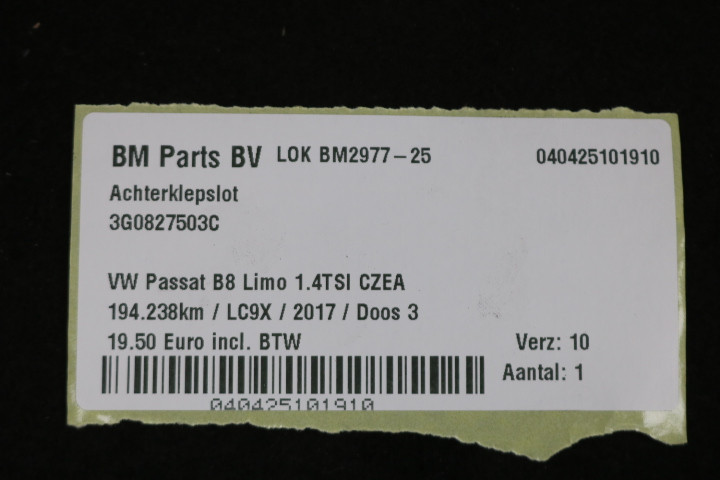 BM Parts BV LOK BM2977-25 040425101910
Achterklepslot
3G0827503C
VW Passat B8 Limo 1.4TSI CZEA
194.238km / LC9X / 2017 / Doos 3
19.50 Euro incl. BTW Verz: 10
Aantal: 1
040425101910